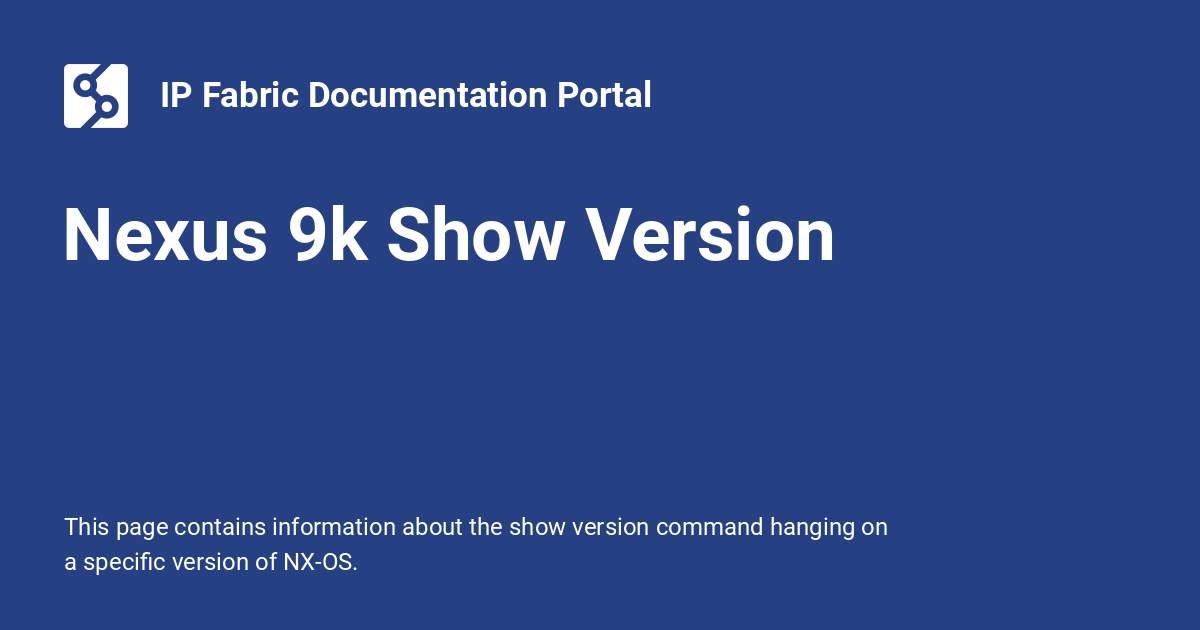 IP Fabric Documentation Portal
Nexus 9k Show Version
This page contains information about the show version command hanging on
a specific version of NX-OS.